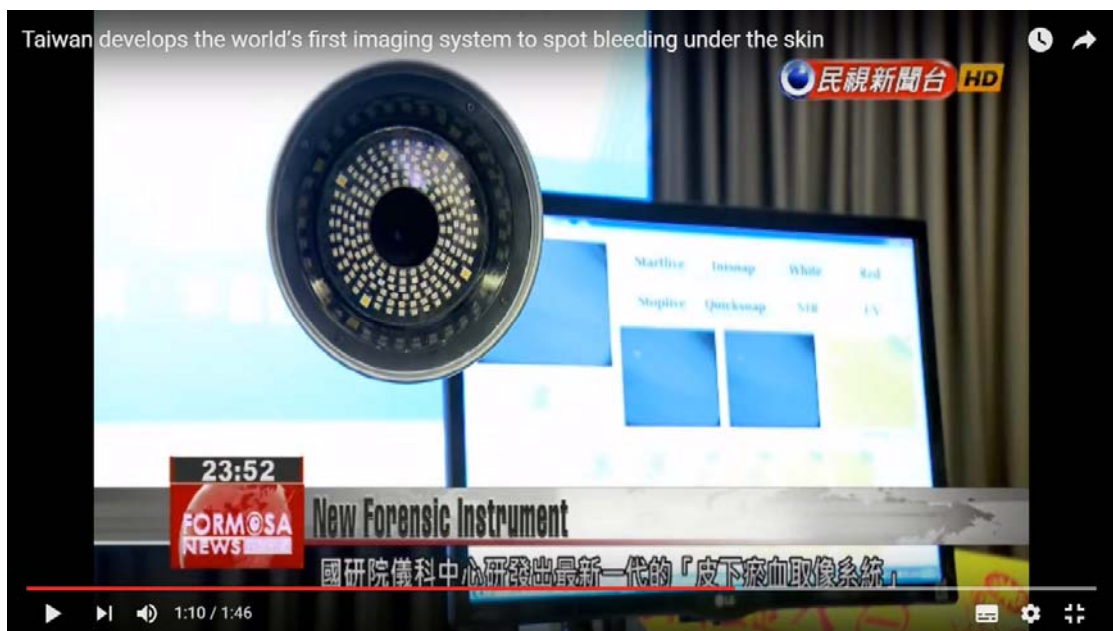 Taiwan develops the world's first imaging system to spot bleeding under the skin
民視新聞台 HD
Startlive
White
Red
Stoplive Quicksnap NIR UV
23:52
FORMOSA
NEWS
New Forensic Instrument
國研院儀科中心研發出最新一代的「皮下瘀血取像系統」
LG
1:10 / 1:46